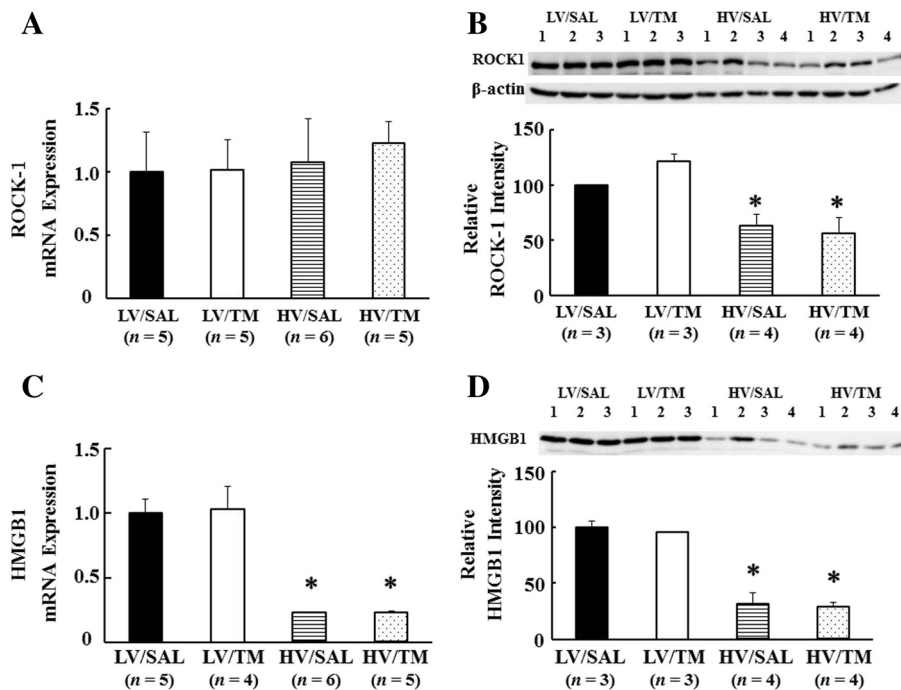 A
ROCK-1
mRNA Expression
1.5
1.0
0.5
0
LV/SAL LV/TM HV/SAL HV/TM
(n = 5) (n = 5) (n = 6) (n = 5)
B
LV/SAL LV/TM HV/SAL HV/TM
1 2 3 1 2 3 1 2 3 4 1 2 3 4
ROCK1
β-actin
Relative
ROCK-1 Intensity
150
100
50
0
* *
LV/SAL LV/TM HV/SAL HV/TM
(n = 3) (n = 3) (n = 4) (n = 4)
C
HMGB1
mRNA Expression
1.5
1.0
0.5
0
* *
LV/SAL LV/TM HV/SAL HV/TM
(n = 5) (n = 4) (n = 6) (n = 5)
D
LV/SAL LV/TM HV/SAL HV/TM
1 2 3 1 2 3 1 2 3 4 1 2 3 4
HMGB1
Relative
HMGB1 Intensity
150
100
50
0
* *
LV/SAL LV/TM HV/SAL HV/TM
(n = 3) (n = 3) (n = 4) (n = 4)